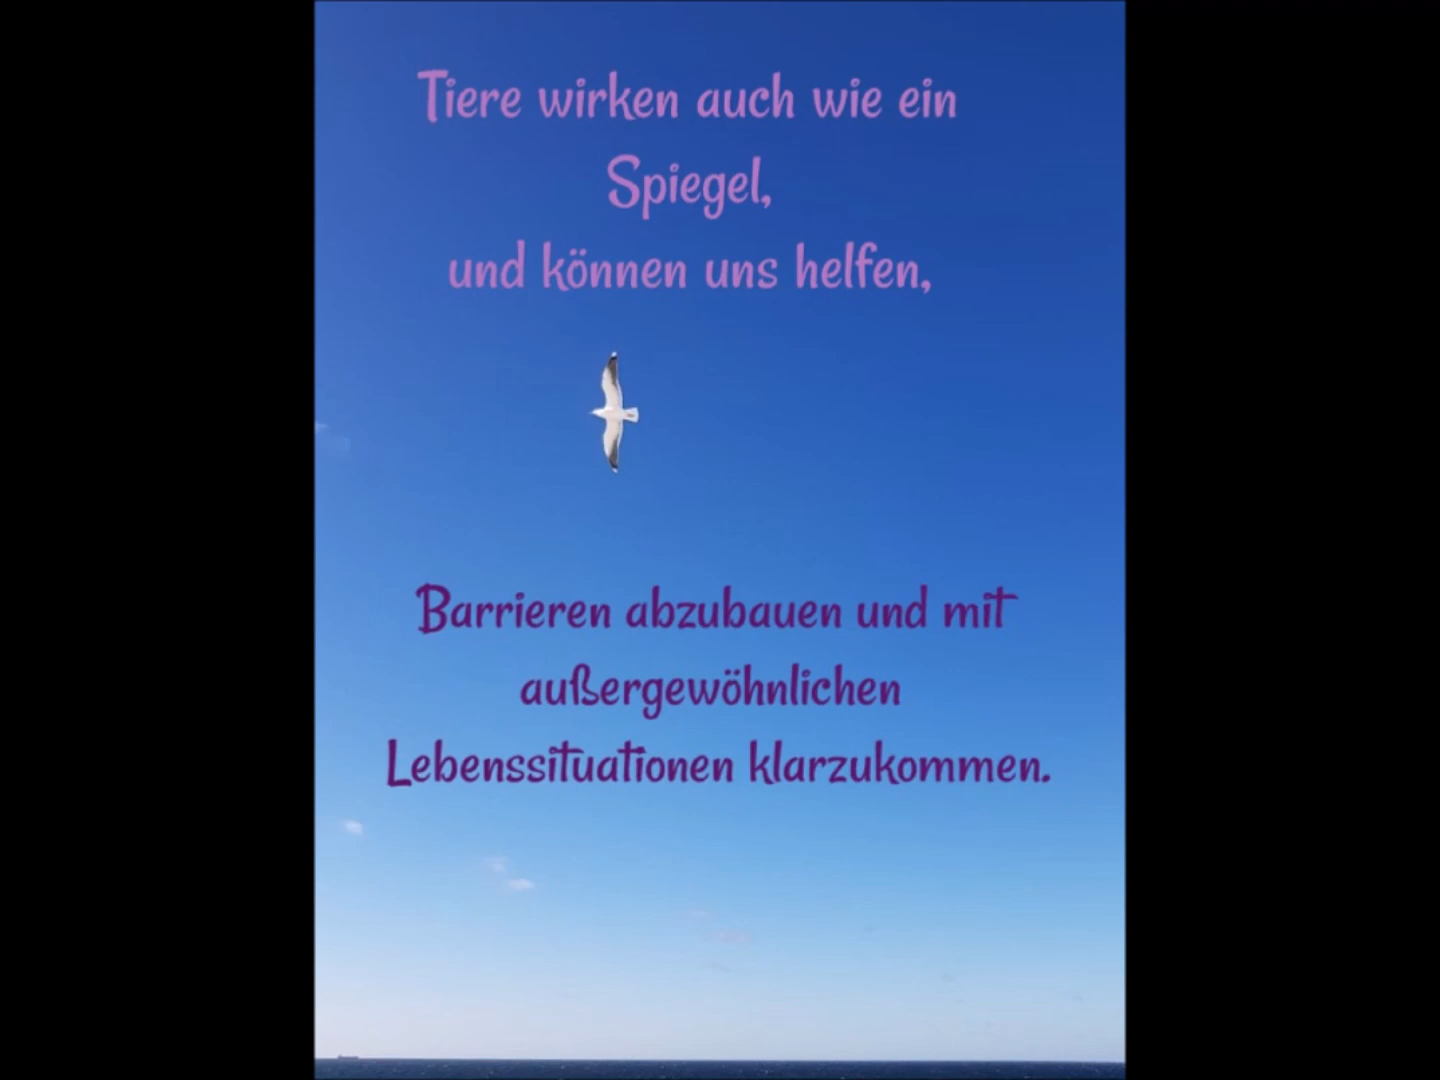 Tiere wirken auch wie ein
Spiegel,
und können uns helfen,
Barrieren abzubauen und mit
außergewöhnlichen
Lebenssituationen klarzukommen.